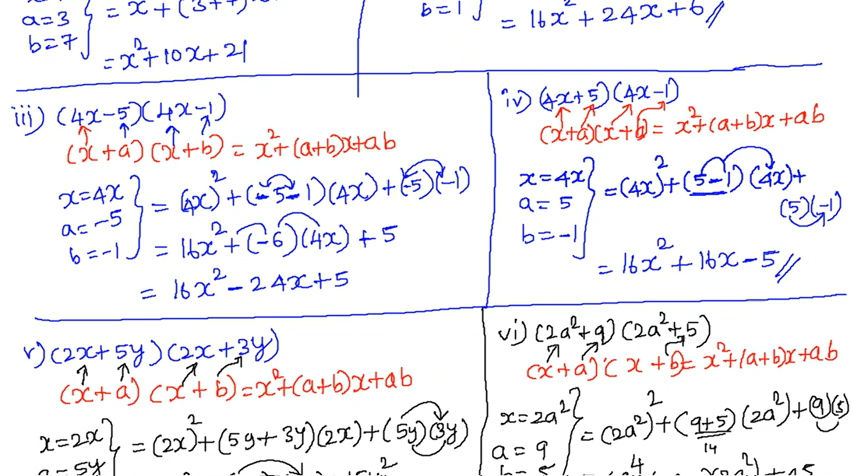 a=3
b=7
= x²+10x+21
b=1
= 16x²+24x+6 //
iii) (4x-5)(4x-1)
(x+a)(x+b) = x²+(a+b)x+ab
x=4x
a=-5
b=-1
= (4x)²+(-5-1)(4x)+(-5)(-1)
= 16x²+(-6)(4x)+5
= 16x²-24x+5
iv) (4x+5)(4x-1)
(x+a)(x+b)= x²+(a+b)x+ab
x=4x
a=5
b=-1
= (4x)²+(5-1)(4x)+
(5)(-1)
= 16x²+16x-5 //
v) (2x+5y)(2x+3y)
(x+a)(x+b)=x²+(a+b)x+ab
x=2x
a=5y
= (2x)²+(5y+3y)(2x)+(5y)(3y)
vi) (2a²+9)(2a²+5)
(x+a)(x+b)= x²+(a+b)x+ab
x=2a²
a=9
b=5
= (2a²)²+(9+5)(2a²)+(9)(5)
14